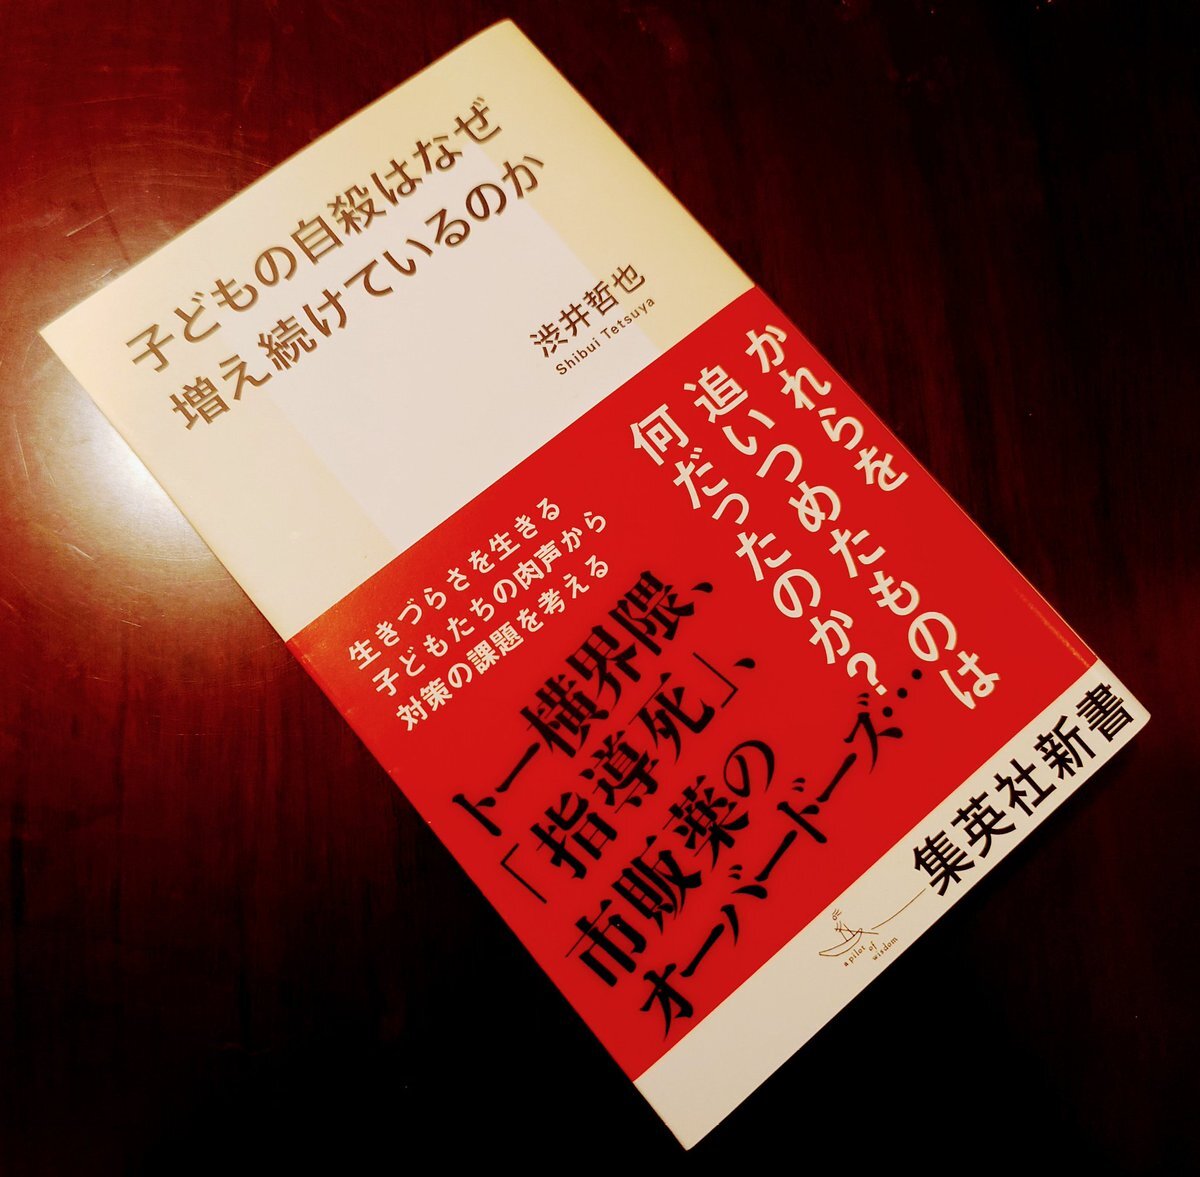 子どもの自殺はなぜ
増え続けているのか
渋井哲也
Shibui Tetsuya
かれらを
追いつめたものは
何だったのか?
生きづらさを生きる
子どもたちの肉声から
対策の課題を考える
トー横界隈、
「指導死」、
市販薬の
オーバードーズ…
集英社新書
a pilot of
wisdom